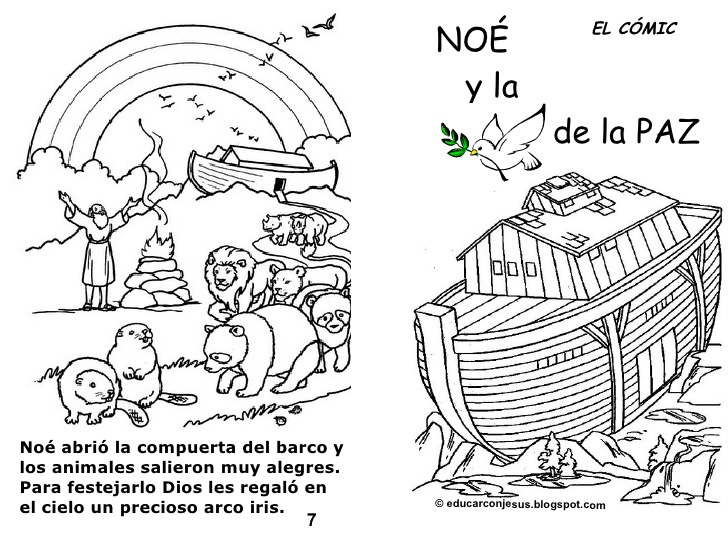 Noé abrió la compuerta del barco y
los animales salieron muy alegres.
Para festejarlo Dios les regaló en
el cielo un precioso arco iris.
7
EL CÓMIC
NOÉ
y la
de la PAZ
© educarconjesus.blogspot.com